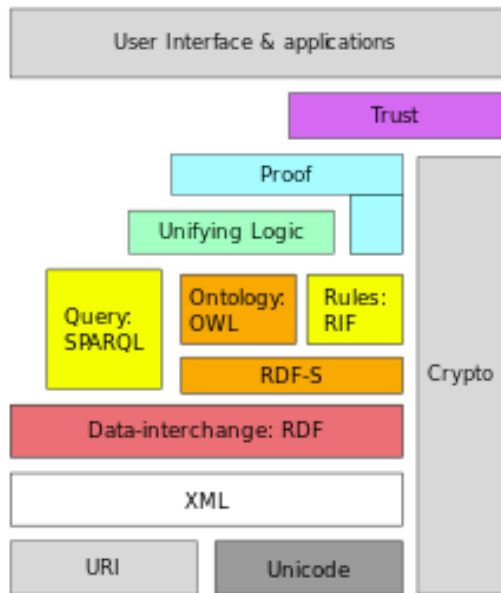 User Interface & applications
Trust
Proof
Unifying Logic
Query:
SPARQL
Ontology:
OWL
Rules:
RIF
RDF-S
Crypto
Data-interchange: RDF
XML
URI
Unicode